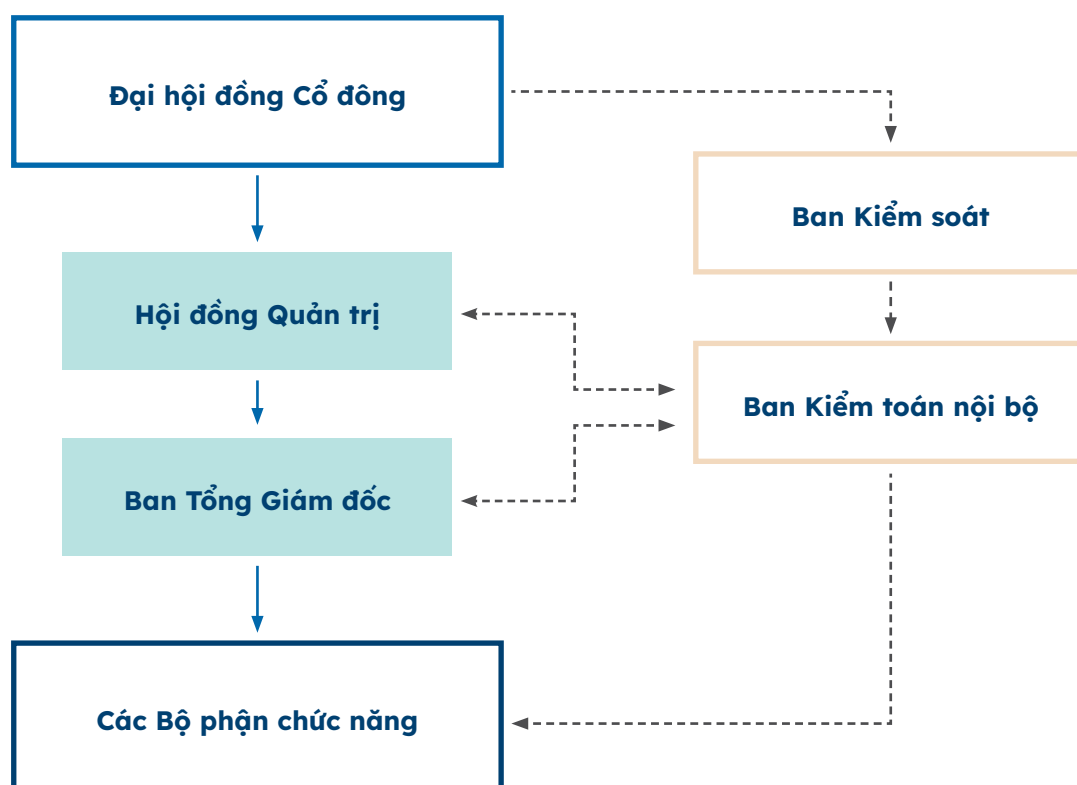 Đại hội đồng Cổ đông
Ban Kiểm soát
Hội đồng Quản trị
Ban Kiểm toán nội bộ
Ban Tổng Giám đốc
Các Bộ phận chức năng